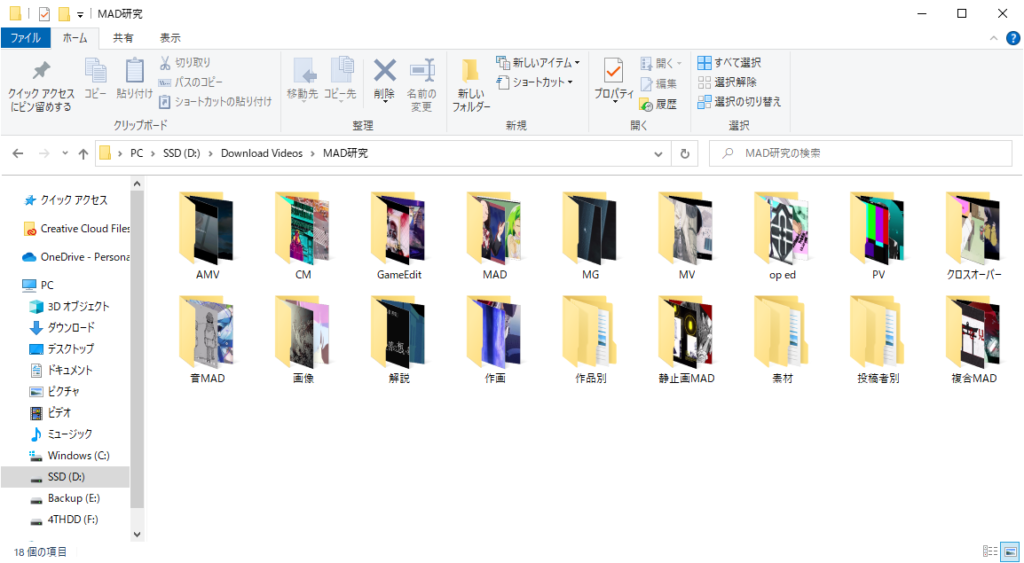 MAD研究
ファイル ホーム 共有 表示
クイック アクセス
にピン留めする
コピー
貼り付け
切り取り
パスのコピー
ショートカットの貼り付け
クリップボード
移動先
コピー先
削除
名前の
変更
整理
新しい
フォルダー
新しいアイテム
ショートカット
新規
プロパティ
開く
編集
履歴
開く
すべて選択
選択解除
選択の切り替え
選択
PC › SSD (D:) › Download Videos › MAD研究
MAD研究の検索
クイック アクセス
Creative Cloud Files
OneDrive - Persona
PC
3D オブジェクト
ダウンロード
デスクトップ
ドキュメント
ピクチャ
ビデオ
ミュージック
Windows (C:)
SSD (D:)
Backup (E:)
4THDD (F:)
AMV CM GameEdit MAD MG MV op ed PV クロスオーバー
音MAD 画像 解説 作画 作品別 静止画MAD 素材 投稿者別 複合MAD
18 個の項目